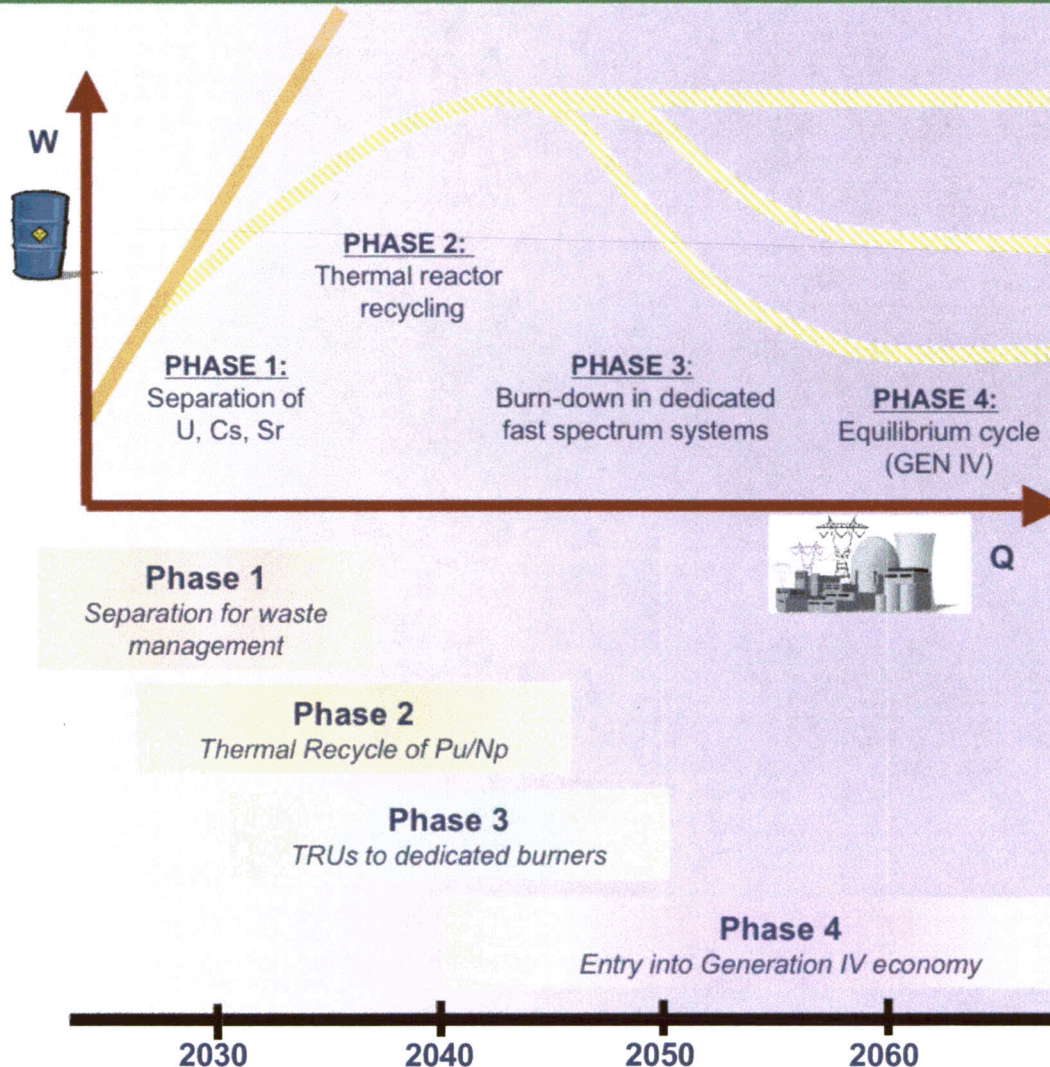 W
PHASE 2:
Thermal reactor
recycling
PHASE 1:
Separation of
U, Cs, Sr
PHASE 3:
Burn-down in dedicated
fast spectrum systems
PHASE 4:
Equilibrium cycle
(GEN IV)
Q
Phase 1
Separation for waste
management
Phase 2
Thermal Recycle of Pu/Np
Phase 3
TRUs to dedicated burners
Phase 4
Entry into Generation IV economy
2030
2040
2050
2060